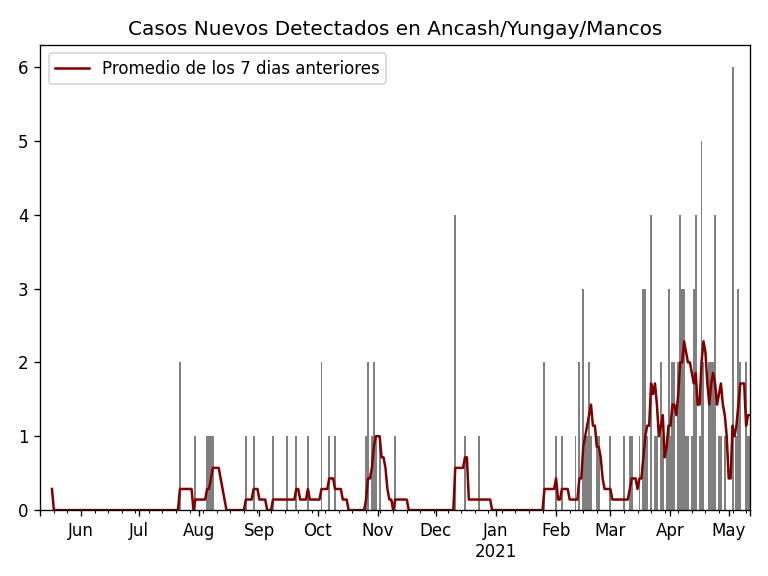 Casos Nuevos Detectados en Ancash/Yungay/Mancos
Promedio de los 7 dias anteriores
6
5
4
3
2
1
0
Jun Jul Aug Sep Oct Nov Dec Jan Feb Mar Apr May
2021